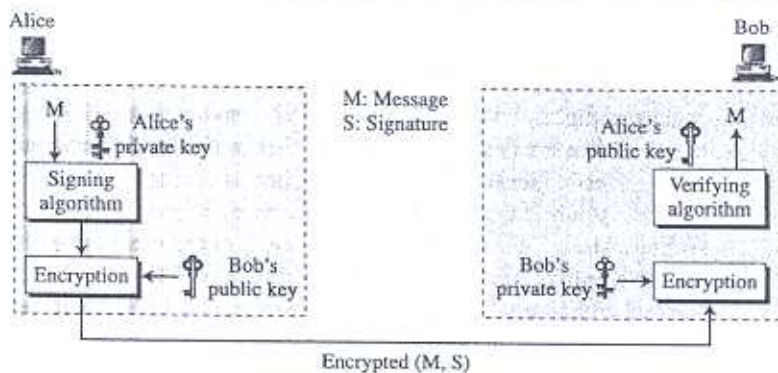 Alice
Bob
M
Alice's
private key
M: Message
S: Signature
Alice's
public key
M
Signing
algorithm
Verifying
algorithm
Encryption
Bob's
public key
Bob's
private key
Encryption
Encrypted (M, S)